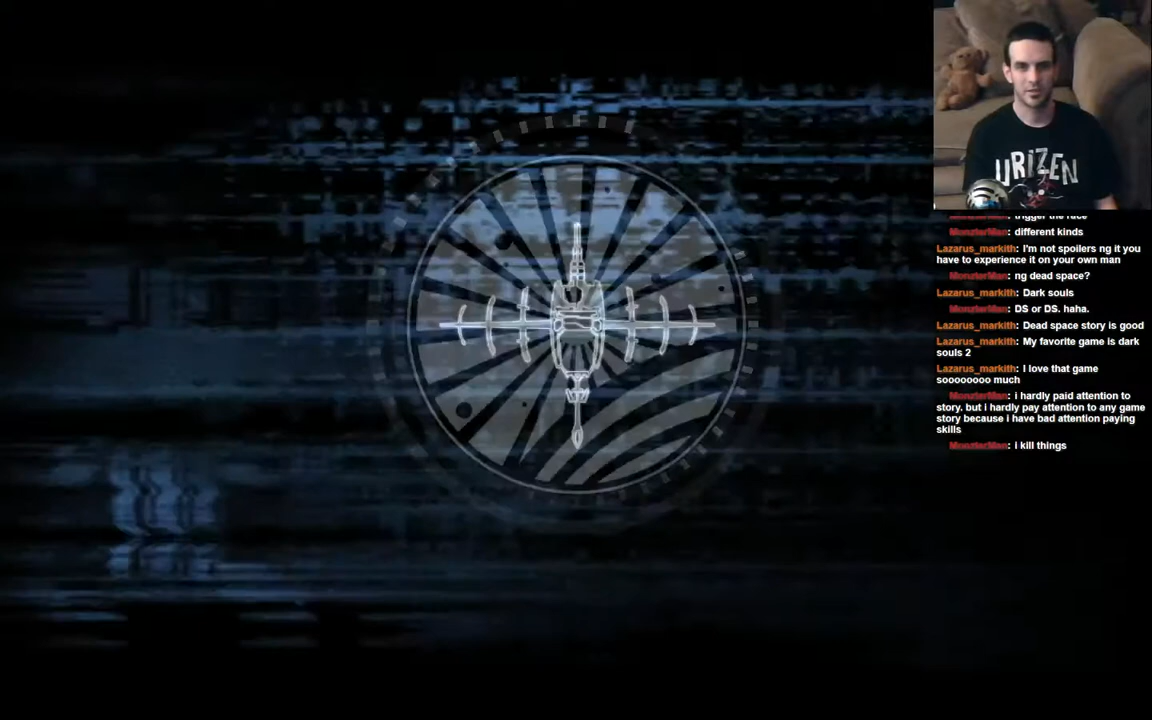 URIZEN
MonzterMan: trigger the race
MonzterMan: different kinds
Lazarus_markith: I'm not spoilers ng it you
have to experience it on your own man
MonzterMan: ng dead space?
Lazarus_markith: Dark souls
MonzterMan: DS or DS. haha.
Lazarus_markith: Dead space story is good
Lazarus_markith: My favorite game is dark
souls 2
Lazarus_markith: I love that game
soooooooo much
MonzterMan: i hardly paid attention to
story. but i hardly pay attention to any game
story because i have bad attention paying
skills
MonzterMan: i kill things